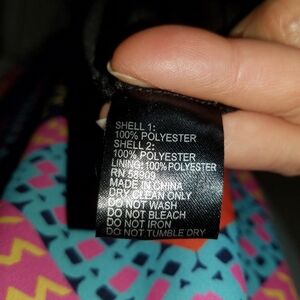 SHELL 1:
100% POLYESTER
SHELL 2:
100% POLYESTER
LINING: 100% POLYESTER
RN 58909
MADE IN CHINA
DRY CLEAN ONLY
DO NOT WASH
DO NOT BLEACH
DO NOT IRON
DO NOT TUMBLE DRY